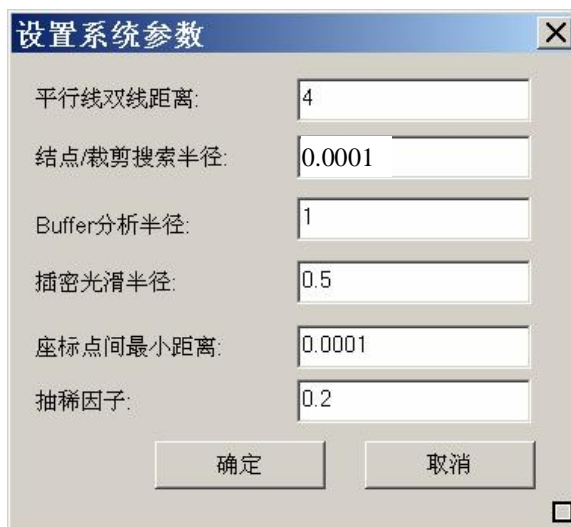 设置系统参数
平行线双线距离: 4
结点/裁剪搜索半径: 0.0001
Buffer分析半径: 1
插密光滑半径: 0.5
座标点间最小距离: 0.0001
抽稀因子: 0.2
确定 取消